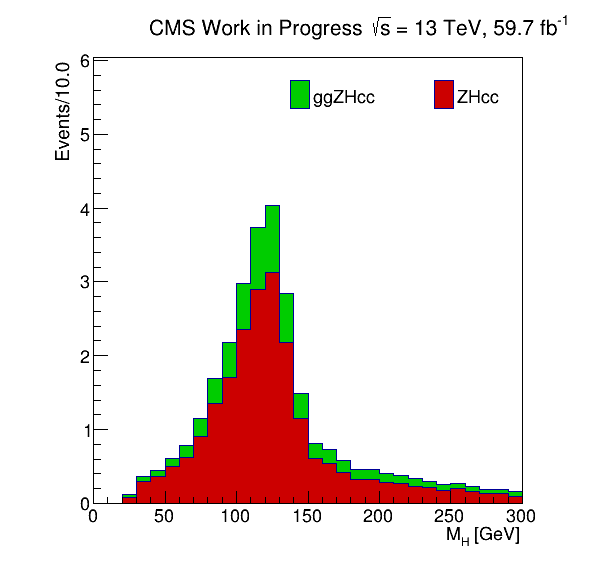 CMS Work in Progress √s = 13 TeV, 59.7 fb⁻¹
Events/10.0
6
5
4
3
2
1
0
ggZHcc ZHcc
0 50 100 150 200 250 300
M_H [GeV]